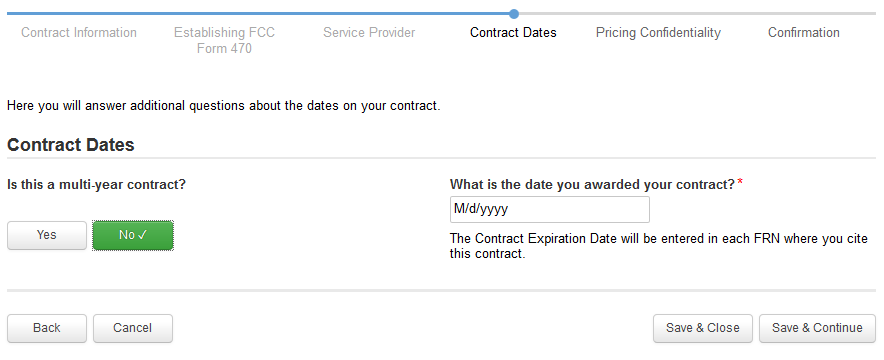 Contract Information
Establishing FCC
Form 470
Service Provider
Contract Dates
Pricing Confidentiality
Confirmation
Here you will answer additional questions about the dates on your contract.
Contract Dates
Is this a multi-year contract?
Yes
No ✓
What is the date you awarded your contract? *
M/d/yyyy
The Contract Expiration Date will be entered in each FRN where you cite
this contract.
Back
Cancel
Save & Close
Save & Continue